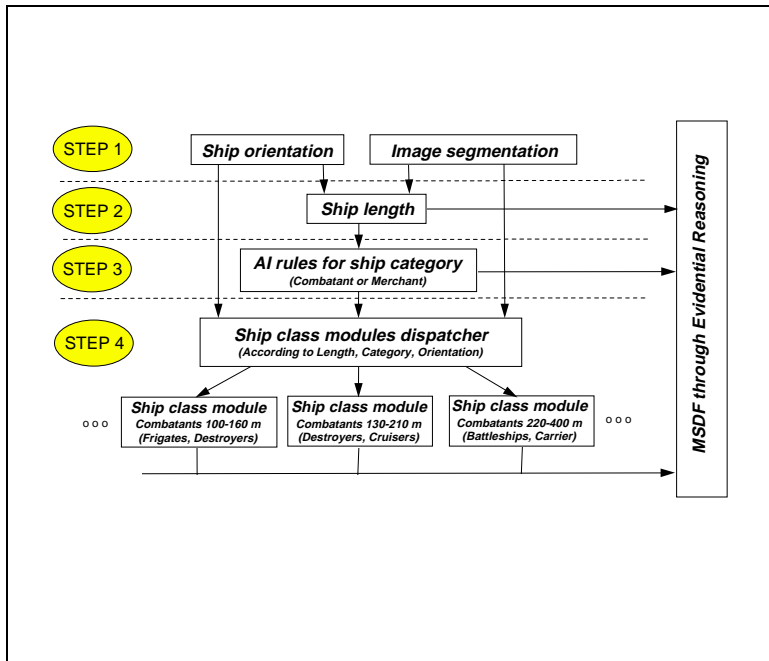 STEP 1
Ship orientation
Image segmentation
STEP 2
Ship length
STEP 3
AI rules for ship category
(Combatant or Merchant)
STEP 4
Ship class modules dispatcher
(According to Length, Category, Orientation)
o o o
Ship class module
Combatants 100-160 m
(Frigates, Destroyers)
Ship class module
Combatants 130-210 m
(Destroyers, Cruisers)
Ship class module
Combatants 220-400 m
(Battleships, Carrier)
o o o
MSDF through Evidential Reasoning